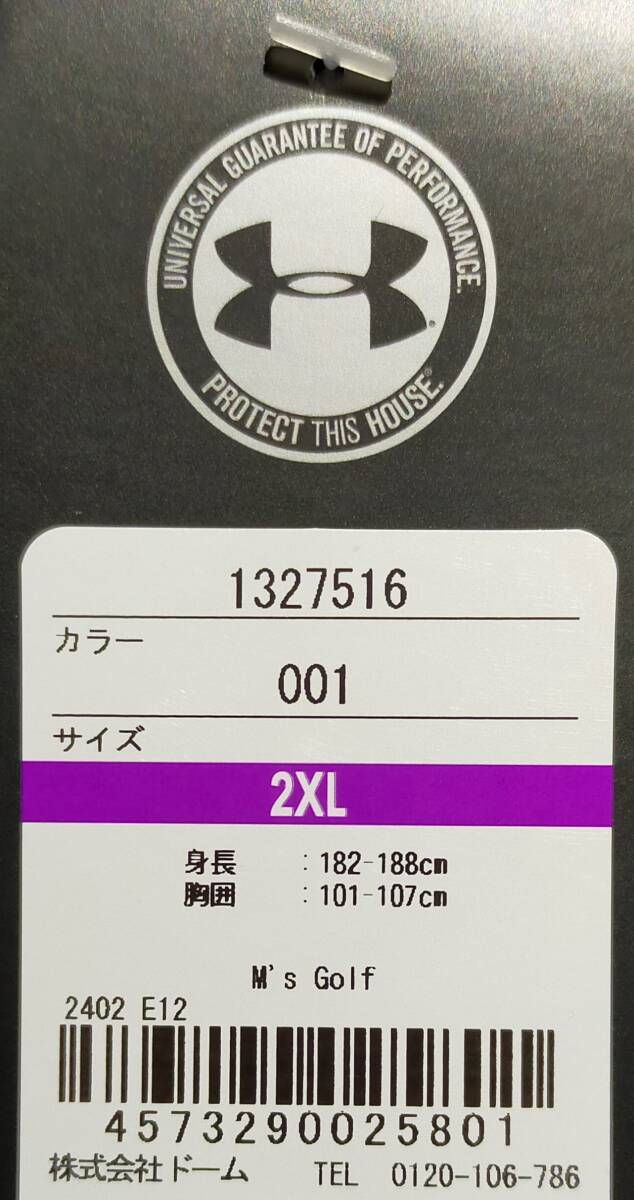 UNIVERSAL GUARANTEE OF PERFORMANCE.
PROTECT THIS HOUSE.®
1327516
カラー
001
サイズ
2XL
身長 : 182-188cm
胸囲 : 101-107cm
M's Golf
2402 E12
4573290025801
株式会社ドーム TEL 0120-106-786